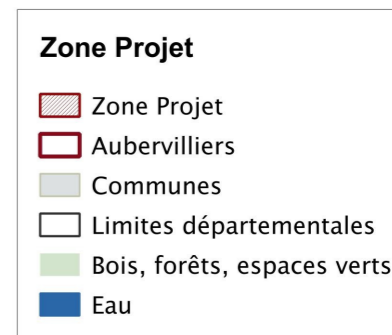 Zone Projet
Zone Projet
Aubervilliers
Communes
Limites départementales
Bois, forêts, espaces verts
Eau